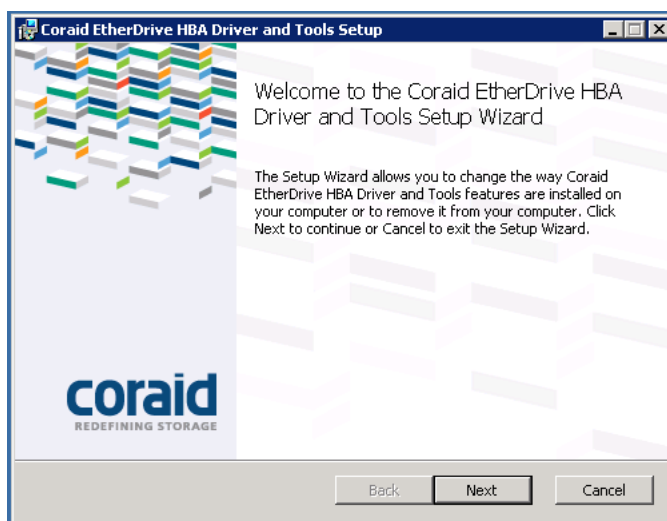 Coraid EtherDrive HBA Driver and Tools Setup
Welcome to the Coraid EtherDrive HBA
Driver and Tools Setup Wizard
The Setup Wizard allows you to change the way Coraid
EtherDrive HBA Driver and Tools features are installed on
your computer or to remove it from your computer. Click
Next to continue or Cancel to exit the Setup Wizard.
coraid
REDEFINING STORAGE
Back
Next
Cancel